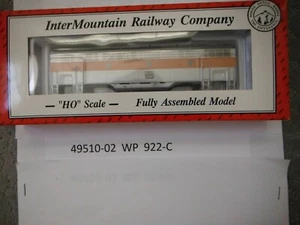 InterMountain Railway Company
— "HO" Scale —
Fully Assembled Model —
49510-02 WP 922-C